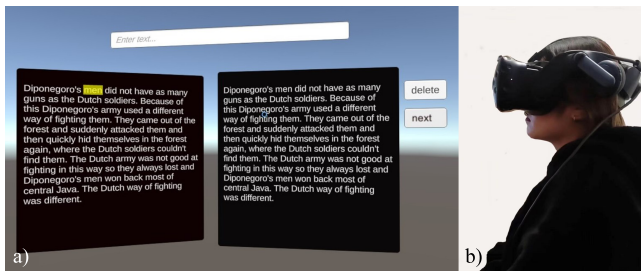 Enter text...
Diponegoro's men did not have as many
guns as the Dutch soldiers. Because of
this Diponegoro's army used a different
way of fighting them. They came out of the
forest and suddenly attacked them and
then quickly hid themselves in the forest
again, where the Dutch soldiers couldn't
find them. The Dutch army was not good at
fighting in this way so they always lost and
Diponegoro's men won back most of
central Java. The Dutch way of fighting
was different.
Diponegoro's men did not have as many
guns as the Dutch soldiers. Because of
this Diponegoro's army used a different
way of fighting them. They came out of the
forest and suddenly attacked them and
then quickly hid themselves in the forest
again, where the Dutch soldiers couldn't
find them. The Dutch army was not good at
fighting in this way so they always lost and
Diponegoro's men won back most of
central Java. The Dutch way of fighting
was different.
delete
next
a)
b)